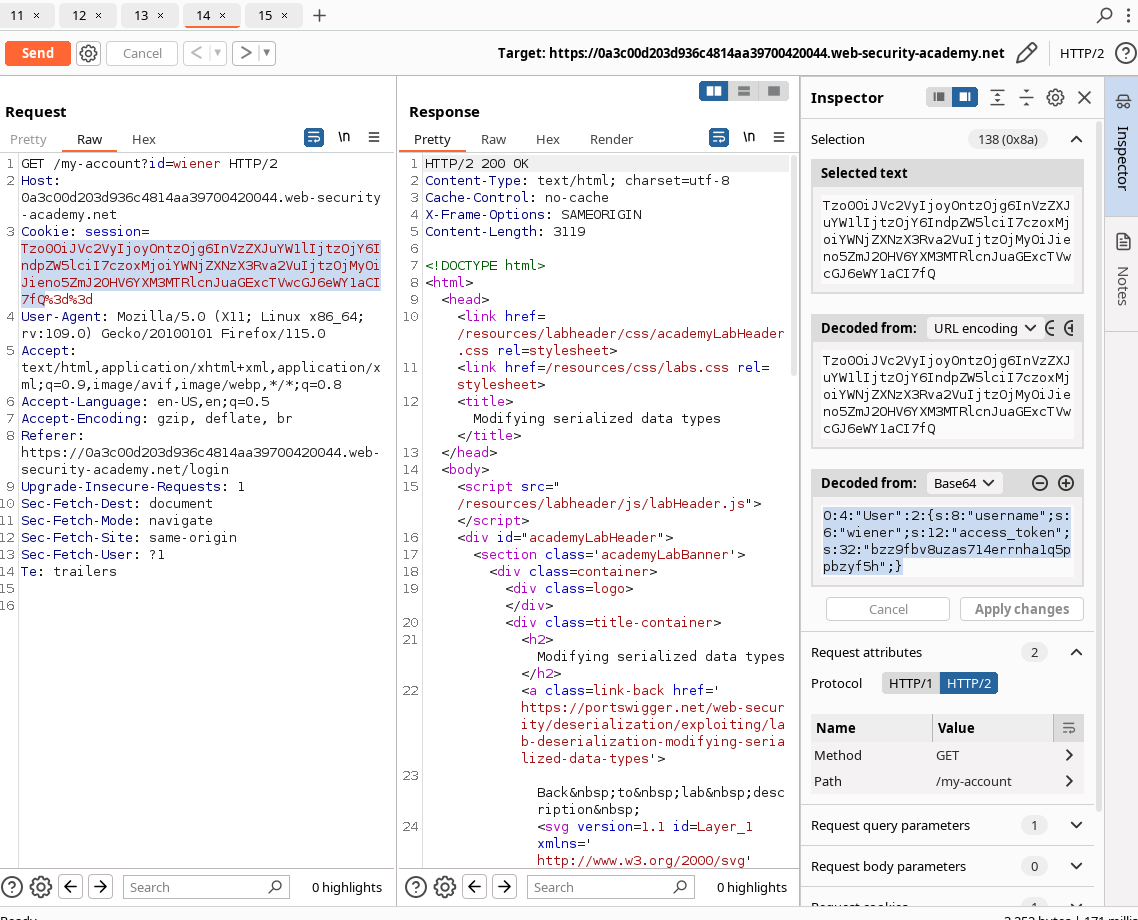 11 × 12 × 13 × 14 × 15 × +
Send Cancel < ▾ > ▾ Target: https://0a3c00d203d936c4814aa39700420044.web-security-academy.net HTTP/2 ?
Request
Pretty Raw Hex \n
1 GET /my-account?id=wiener HTTP/2
2 Host:
0a3c00d203d936c4814aa39700420044.web-security
-academy.net
3 Cookie: session=
Tzo0OiJVc2VyIjoyOntzOjg6InVzZXJuYW1lIjtzOjY6I
ndpZW5lciI7czoxMjoiYWNjZXNzX3Rva2VuIjtzOjMyOi
Jieno5ZmJ2OHV6YXM3MTRlcnJuaGExcTVwcGJ6eWY1aCI
7fQ%3d%3d
4 User-Agent: Mozilla/5.0 (X11; Linux x86_64;
rv:109.0) Gecko/20100101 Firefox/115.0
5 Accept:
text/html,application/xhtml+xml,application/x
ml;q=0.9,image/avif,image/webp,*/*;q=0.8
6 Accept-Language: en-US,en;q=0.5
7 Accept-Encoding: gzip, deflate, br
8 Referer:
https://0a3c00d203d936c4814aa39700420044.web-
security-academy.net/login
9 Upgrade-Insecure-Requests: 1
10 Sec-Fetch-Dest: document
11 Sec-Fetch-Mode: navigate
12 Sec-Fetch-Site: same-origin
13 Sec-Fetch-User: ?1
14 Te: trailers
15
16
? Search 0 highlights
Response
Pretty Raw Hex Render \n
1 HTTP/2 200 OK
2 Content-Type: text/html; charset=utf-8
3 Cache-Control: no-cache
4 X-Frame-Options: SAMEORIGIN
5 Content-Length: 3119
6
7 <!DOCTYPE html>
8 <html>
9 <head>
10 <link href=
/resources/labheader/css/academyLabHeader
.css rel=stylesheet>
11 <link href=/resources/css/labs.css rel=
stylesheet>
12 <title>
Modifying serialized data types
</title>
13 </head>
14 <body>
15 <script src="
/resources/labheader/js/labHeader.js">
</script>
16 <div id="academyLabHeader">
17 <section class='academyLabBanner'>
18 <div class=container>
19 <div class=logo>
</div>
20 <div class=title-container>
21 <h2>
Modifying serialized data types
</h2>
22 <a class=link-back href='
https://portswigger.net/web-secur
ity/deserialization/exploiting/la
b-deserialization-modifying-seria
lized-data-types'>
23
Back&nbsp;to&nbsp;lab&nbsp;desc
ription&nbsp;
24 <svg version=1.1 id=Layer_1
xmlns='
http://www.w3.org/2000/svg'
? Search 0 highlights
Inspector
Selection 138 (0x8a)
Selected text
Tzo0OiJVc2VyIjoyOntzOjg6InVzZXJ
uYW1lIjtzOjY6IndpZW5lciI7czoxMj
oiYWNjZXNzX3Rva2VuIjtzOjMyOiJie
no5ZmJ2OHV6YXM3MTRlcnJuaGExcTVw
cGJ6eWY1aCI7fQ
Decoded from: URL encoding
Tzo0OiJVc2VyIjoyOntzOjg6InVzZXJ
uYW1lIjtzOjY6IndpZW5lciI7czoxMj
oiYWNjZXNzX3Rva2VuIjtzOjMyOiJie
no5ZmJ2OHV6YXM3MTRlcnJuaGExcTVw
cGJ6eWY1aCI7fQ
Decoded from: Base64
O:4:"User":2:{s:8:"username";s:
6:"wiener";s:12:"access_token";
s:32:"bzz9fbv8uzas714errnha1q5p
pbzyf5h";}
Cancel Apply changes
Request attributes 2
Protocol HTTP/1 HTTP/2
Name Value
Method GET
Path /my-account
Request query parameters 1
Request body parameters 0
Inspector
Notes